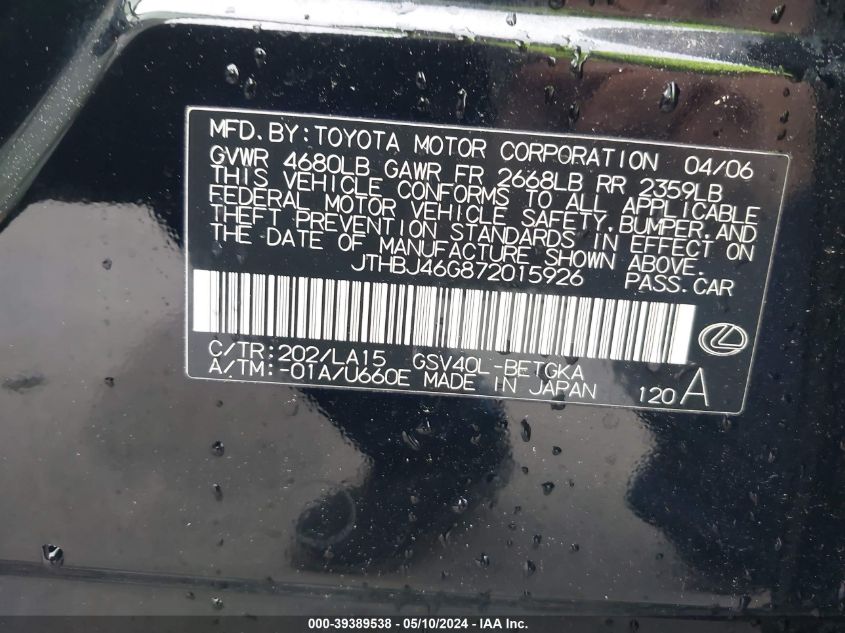 MFD. BY: TOYOTA MOTOR CORPORATION 04/06
GVWR 4680LB GAWR FR 2668LB RR 2359LB
THIS VEHICLE CONFORMS TO ALL APPLICABLE
FEDERAL MOTOR VEHICLE SAFETY, BUMPER, AND
THEFT PREVENTION STANDARDS IN EFFECT ON
THE DATE OF MANUFACTURE SHOWN ABOVE.
JTHBJ46G872015926 PASS. CAR
C/TR: 202/LA15 GSV40L-BETGKA
A/TM: -01A/U660E MADE IN JAPAN 120 A
000-39389538 - 05/10/2024 - IAA Inc.